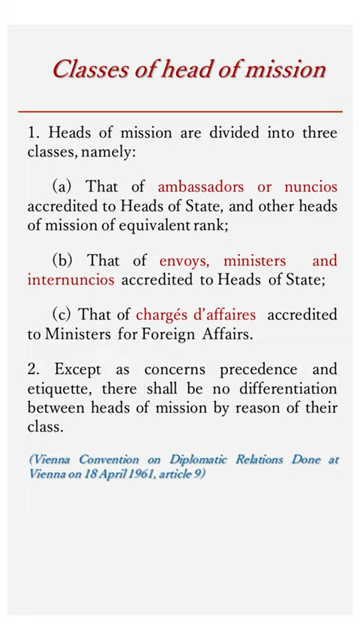 Classes of head of mission
1. Heads of mission are divided into three
classes, namely:
(a) That of ambassadors or nuncios
accredited to Heads of State, and other heads
of mission of equivalent rank;
(b) That of envoys, ministers and
internuncios accredited to Heads of State;
(c) That of chargés d'affaires accredited
to Ministers for Foreign Affairs.
2. Except as concerns precedence and
etiquette, there shall be no differentiation
between heads of mission by reason of their
class.
(Vienna Convention on Diplomatic Relations Done at
Vienna on 18 April 1961, article 9)